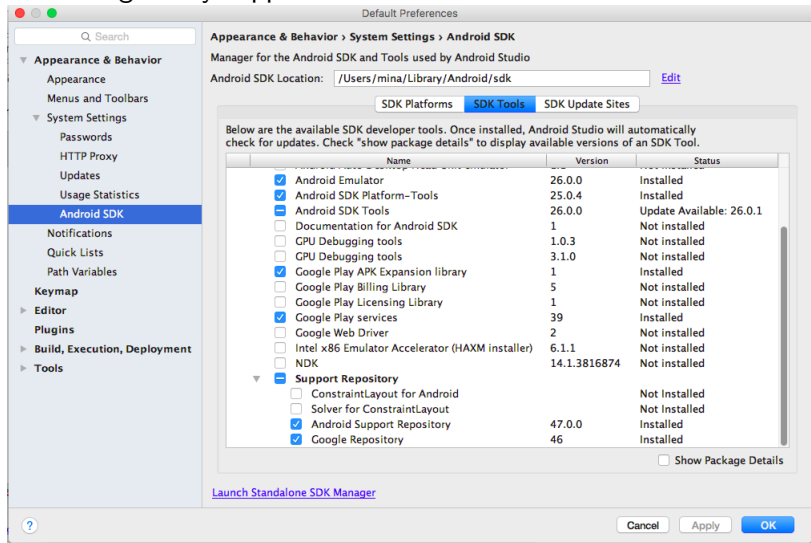 Default Preferences
Search
Appearance & Behavior › System Settings › Android SDK
Manager for the Android SDK and Tools used by Android Studio
Android SDK Location: /Users/mina/Library/Android/sdk Edit
SDK Platforms SDK Tools SDK Update Sites
Below are the available SDK developer tools. Once installed, Android Studio will automatically
check for updates. Check "show package details" to display available versions of an SDK Tool.
Name Version Status
Android Emulator 26.0.0 Installed
Android SDK Platform-Tools 25.0.4 Installed
Android SDK Tools 26.0.0 Update Available: 26.0.1
Documentation for Android SDK 1 Not installed
GPU Debugging tools 1.0.3 Not installed
GPU Debugging tools 3.1.0 Not installed
Google Play APK Expansion library 1 Installed
Google Play Billing Library 5 Not installed
Google Play Licensing Library 1 Not installed
Google Play services 39 Installed
Google Web Driver 2 Not installed
Intel x86 Emulator Accelerator (HAXM installer) 6.1.1 Not installed
NDK 14.1.3816874 Not installed
Support Repository
ConstraintLayout for Android Not Installed
Solver for ConstraintLayout Not Installed
Android Support Repository 47.0.0 Installed
Google Repository 46 Installed
Show Package Details
Launch Standalone SDK Manager
Appearance & Behavior
Appearance
Menus and Toolbars
System Settings
Passwords
HTTP Proxy
Updates
Usage Statistics
Android SDK
Notifications
Quick Lists
Path Variables
Keymap
Editor
Plugins
Build, Execution, Deployment
Tools
?
Cancel Apply OK